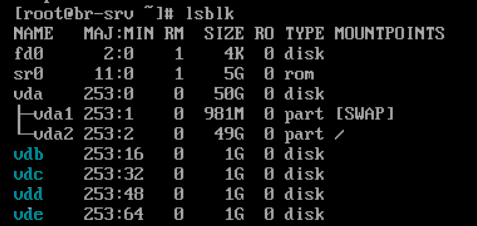 [root@br-srv ~]# lsblk
NAME   MAJ:MIN RM  SIZE RO TYPE MOUNTPOINTS
fd0      2:0    1    4K  0 disk
sr0     11:0    1    5G  0 rom
vda    253:0    0   50G  0 disk
├─vda1 253:1    0  981M  0 part [SWAP]
└─vda2 253:2    0   49G  0 part /
vdb    253:16   0    1G  0 disk
vdc    253:32   0    1G  0 disk
vdd    253:48   0    1G  0 disk
vde    253:64   0    1G  0 disk